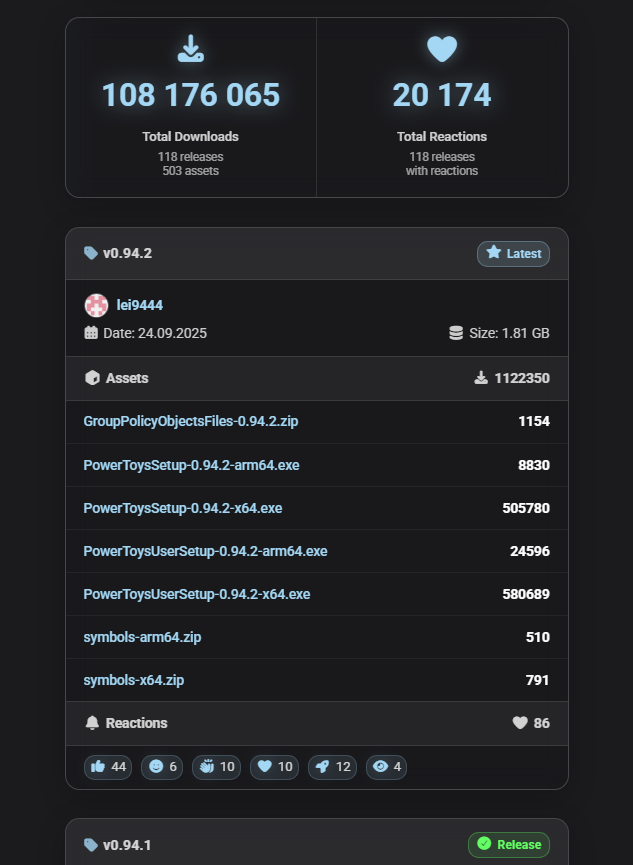 108 176 065
20 174
Total Downloads
Total Reactions
118 releases
118 releases
503 assets
with reactions
v0.94.2
Latest
lei9444
Date: 24.09.2025
Size: 1.81 GB
Assets
1122350
GroupPolicyObjectsFiles-0.94.2.zip
1154
PowerToysSetup-0.94.2-arm64.exe
8830
PowerToysSetup-0.94.2-x64.exe
505780
PowerToysUserSetup-0.94.2-arm64.exe
24596
PowerToysUserSetup-0.94.2-x64.exe
580689
symbols-arm64.zip
510
symbols-x64.zip
791
Reactions
86
44
6
10
10
12
4
v0.94.1
Release